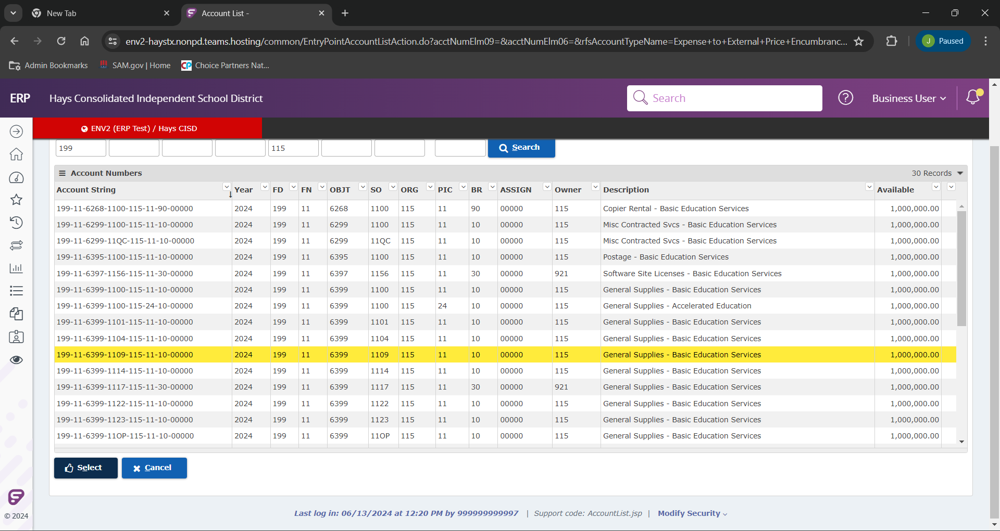 New Tab
Account List -
env2-haystx.nonpd.teams.hosting/common/EntryPointAccountListAction.do?acctNumElm09=&acctNumElm06=&rfsAccountTypeName=Expense+to+External+Price+Encumbranc...
J Paused
Admin Bookmarks SAM.gov | Home CP Choice Partners Nat...
ERP Hays Consolidated Independent School District Search ? Business User
ENV2 (ERP Test) / Hays CISD
199 115 Search
Account Numbers 30 Records
Account String Year FD FN OBJT SO ORG PIC BR ASSIGN Owner Description Available
199-11-6268-1100-115-11-90-00000 2024 199 11 6268 1100 115 11 90 00000 115 Copier Rental - Basic Education Services 1,000,000.00
199-11-6299-1100-115-11-10-00000 2024 199 11 6299 1100 115 11 10 00000 115 Misc Contracted Svcs - Basic Education Services 1,000,000.00
199-11-6299-11QC-115-11-10-00000 2024 199 11 6299 11QC 115 11 10 00000 115 Misc Contracted Svcs - Basic Education Services 1,000,000.00
199-11-6395-1100-115-11-10-00000 2024 199 11 6395 1100 115 11 10 00000 115 Postage - Basic Education Services 1,000,000.00
199-11-6397-1156-115-11-30-00000 2024 199 11 6397 1156 115 11 30 00000 921 Software Site Licenses - Basic Education Services 1,000,000.00
199-11-6399-1100-115-11-10-00000 2024 199 11 6399 1100 115 11 10 00000 115 General Supplies - Basic Education Services 1,000,000.00
199-11-6399-1100-115-24-10-00000 2024 199 11 6399 1100 115 24 10 00000 115 General Supplies - Accelerated Education 1,000,000.00
199-11-6399-1101-115-11-10-00000 2024 199 11 6399 1101 115 11 10 00000 115 General Supplies - Basic Education Services 1,000,000.00
199-11-6399-1104-115-11-10-00000 2024 199 11 6399 1104 115 11 10 00000 115 General Supplies - Basic Education Services 1,000,000.00
199-11-6399-1109-115-11-10-00000 2024 199 11 6399 1109 115 11 10 00000 115 General Supplies - Basic Education Services 1,000,000.00
199-11-6399-1114-115-11-10-00000 2024 199 11 6399 1114 115 11 10 00000 115 General Supplies - Basic Education Services 1,000,000.00
199-11-6399-1117-115-11-30-00000 2024 199 11 6399 1117 115 11 30 00000 921 General Supplies - Basic Education Services 1,000,000.00
199-11-6399-1122-115-11-10-00000 2024 199 11 6399 1122 115 11 10 00000 115 General Supplies - Basic Education Services 1,000,000.00
199-11-6399-1123-115-11-10-00000 2024 199 11 6399 1123 115 11 10 00000 115 General Supplies - Basic Education Services 1,000,000.00
199-11-6399-11OP-115-11-10-00000 2024 199 11 6399 11OP 115 11 10 00000 115 General Supplies - Basic Education Services 1,000,000.00
Select Cancel
Last log in: 06/13/2024 at 12:20 PM by 999999999997 | Support code: AccountList.jsp | Modify Security
© 2024